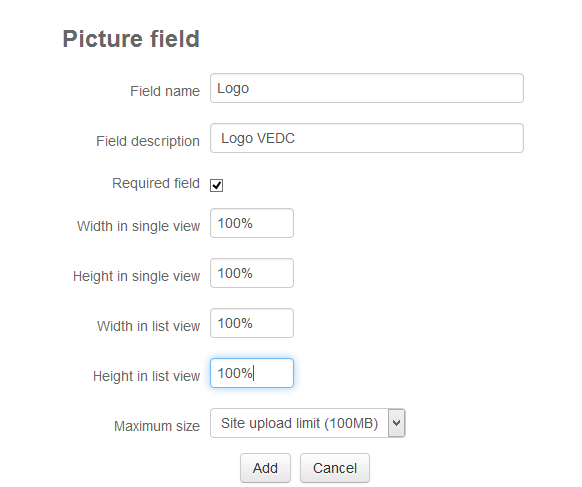 Picture field
Field name Logo
Field description Logo VEDC
Required field
Width in single view 100%
Height in single view 100%
Width in list view 100%
Height in list view 100%
Maximum size Site upload limit (100MB)
Add Cancel